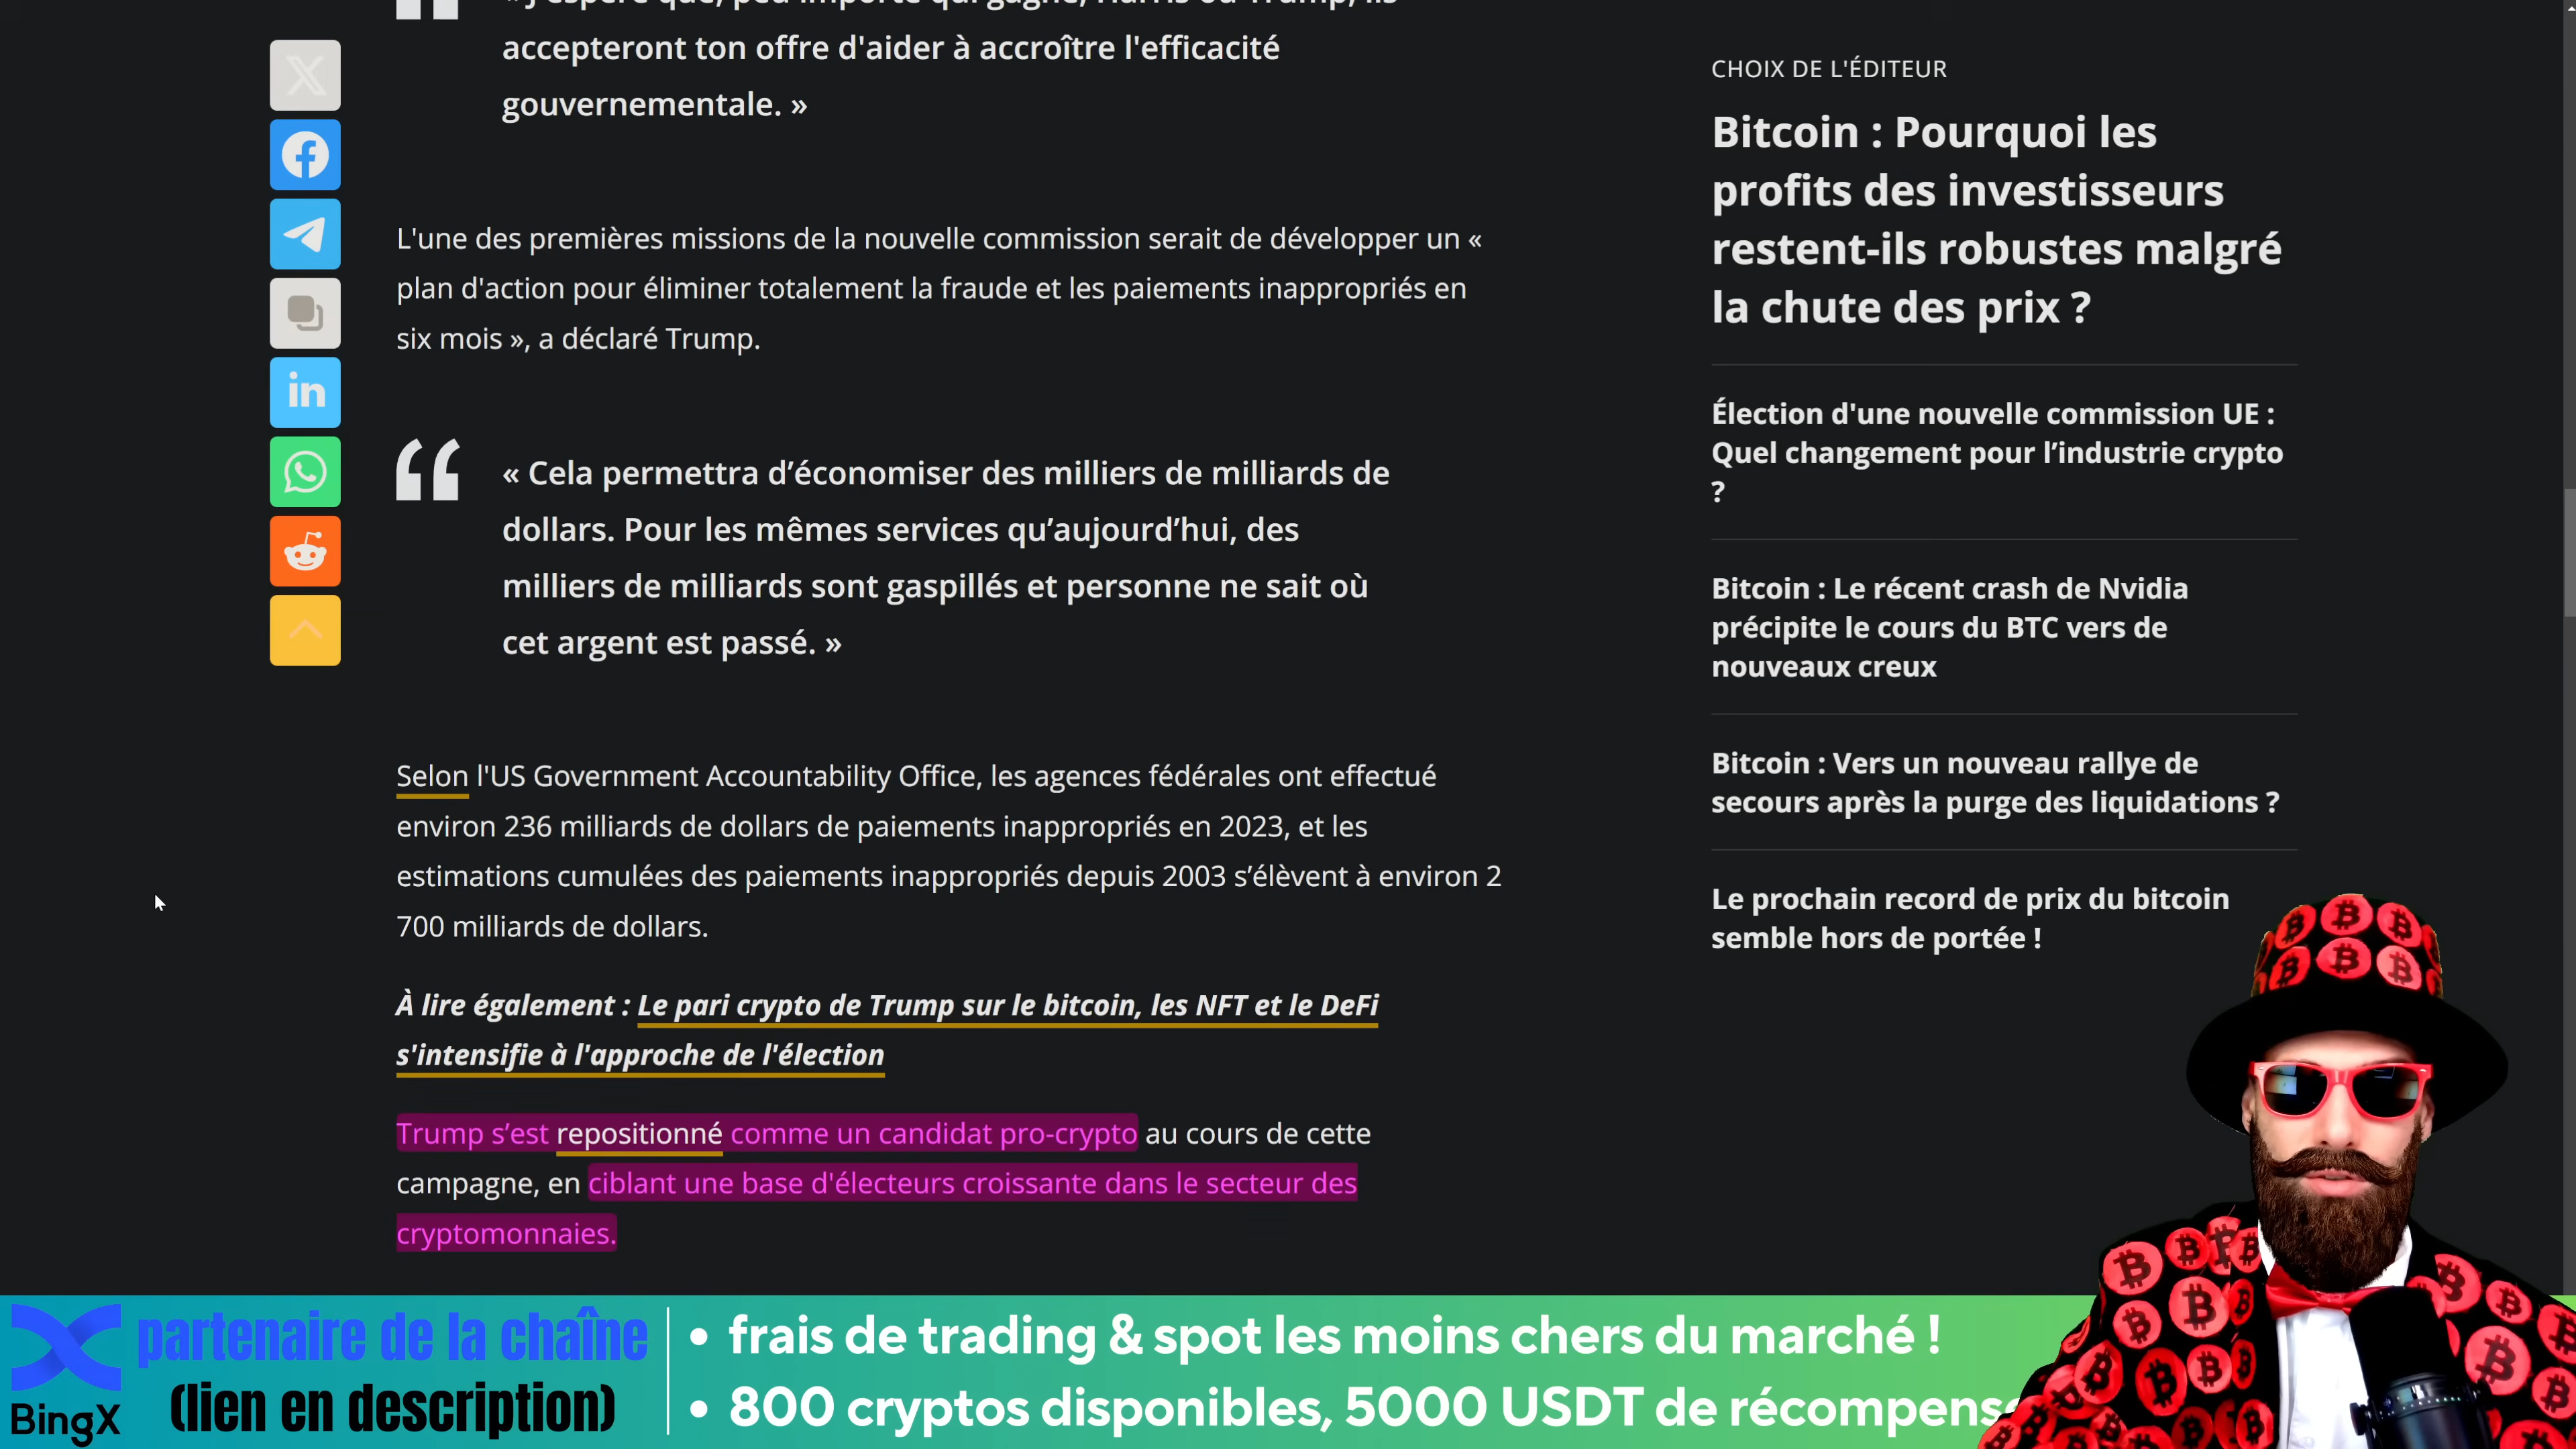 « J'espère que, peu importe qui gagne, Harris ou Trump, ils
accepteront ton offre d'aider à accroître l'efficacité
gouvernementale. »
L'une des premières missions de la nouvelle commission serait de développer un «
plan d'action pour éliminer totalement la fraude et les paiements inappropriés en
six mois », a déclaré Trump.
« Cela permettra d’économiser des milliers de milliards de
dollars. Pour les mêmes services qu’aujourd’hui, des
milliers de milliards sont gaspillés et personne ne sait où
cet argent est passé. »
Selon l'US Government Accountability Office, les agences fédérales ont effectué
environ 236 milliards de dollars de paiements inappropriés en 2023, et les
estimations cumulées des paiements inappropriés depuis 2003 s’élèvent à environ 2
700 milliards de dollars.
À lire également : Le pari crypto de Trump sur le bitcoin, les NFT et le DeFi
s'intensifie à l'approche de l'élection
Trump s’est repositionné comme un candidat pro-crypto au cours de cette
campagne, en ciblant une base d'électeurs croissante dans le secteur des
cryptomonnaies.
CHOIX DE L'ÉDITEUR
Bitcoin : Pourquoi les
profits des investisseurs
restent-ils robustes malgré
la chute des prix ?
Élection d'une nouvelle commission UE :
Quel changement pour l’industrie crypto
?
Bitcoin : Le récent crash de Nvidia
précipite le cours du BTC vers de
nouveaux creux
Bitcoin : Vers un nouveau rallye de
secours après la purge des liquidations ?
Le prochain record de prix du bitcoin
semble hors de portée !
BingX
partenaire de la chaîne
(lien en description)
• frais de trading & spot les moins chers du marché !
• 800 cryptos disponibles, 5000 USDT de récompense